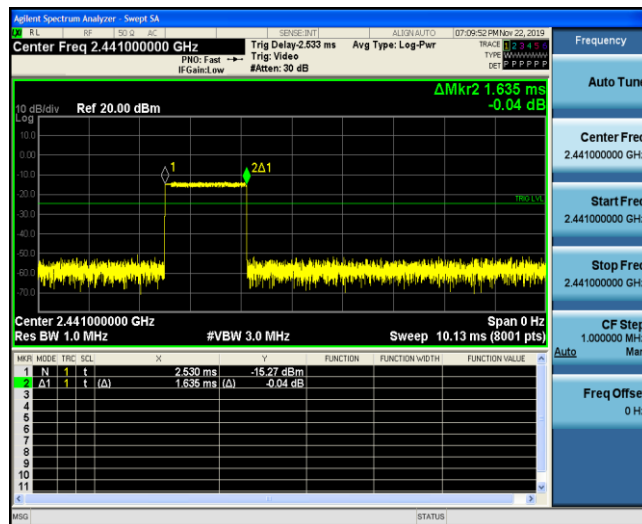 Agilent Spectrum Analyzer - Swept SA
RL RF 50 Ω AC SENSE:INT ALIGN AUTO 07:09:52 PM Nov 22, 2019
Center Freq 2.441000000 GHz
PNO: Fast
IFGain:Low
Trig Delay-2.533 ms
Trig: Video
#Atten: 30 dB
Avg Type: Log-Pwr
TRACE 1 2 3 4 5 6
TYPE
DET P P P P P P
ΔMkr2 1.635 ms
-0.04 dB
10 dB/div Ref 20.00 dBm
Log
10.0
0.00
-10.0
-20.0
-30.0
-40.0
-50.0
-60.0
-70.0
1
2Δ1
TRIG LVL
Center 2.441000000 GHz Span 0 Hz
Res BW 1.0 MHz #VBW 3.0 MHz Sweep 10.13 ms (8001 pts)
MKR MODE TRC SCL X Y FUNCTION FUNCTION WIDTH FUNCTION VALUE
1 N 1 t 2.530 ms -15.27 dBm
2 Δ1 1 t (Δ) 1.635 ms (Δ) -0.04 dB
3
4
5
6
7
8
9
10
11
MSG STATUS
Frequency
Auto Tune
Center Freq
2.441000000 GHz
Start Freq
2.441000000 GHz
Stop Freq
2.441000000 GHz
CF Step
1.000000 MHz
Auto Man
Freq Offset
0 Hz